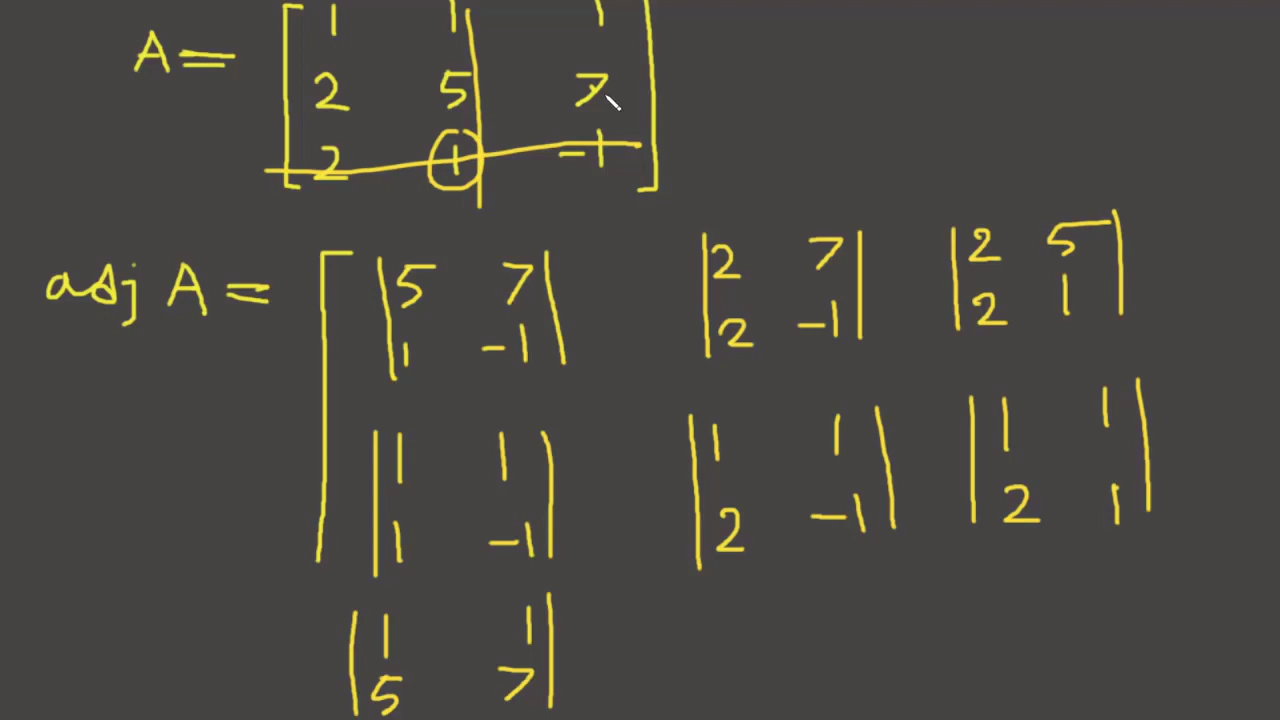 A = [ 1 1 1
2 5 7
2 1 -1 ]
adj A = [ |5 7| |2 7| |2 5|
|1 -1| |2 -1| |2 1|
|1 1| |1 1| |1 1|
|1 -1| |2 -1| |2 1|
|1 1|
|5 7|